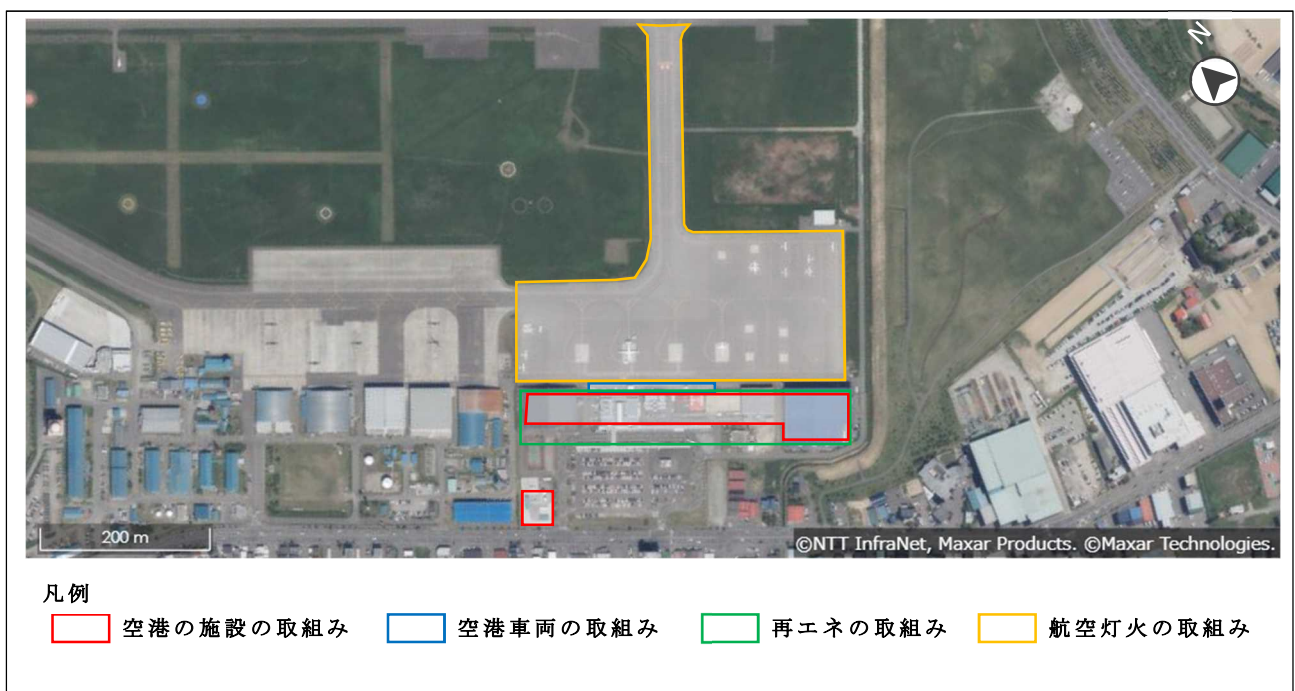 N
200 m
©NTT InfraNet, Maxar Products. ©Maxar Technologies.
凡例
空港の施設の取組み
空港車両の取組み
再エネの取組み
航空灯火の取組み